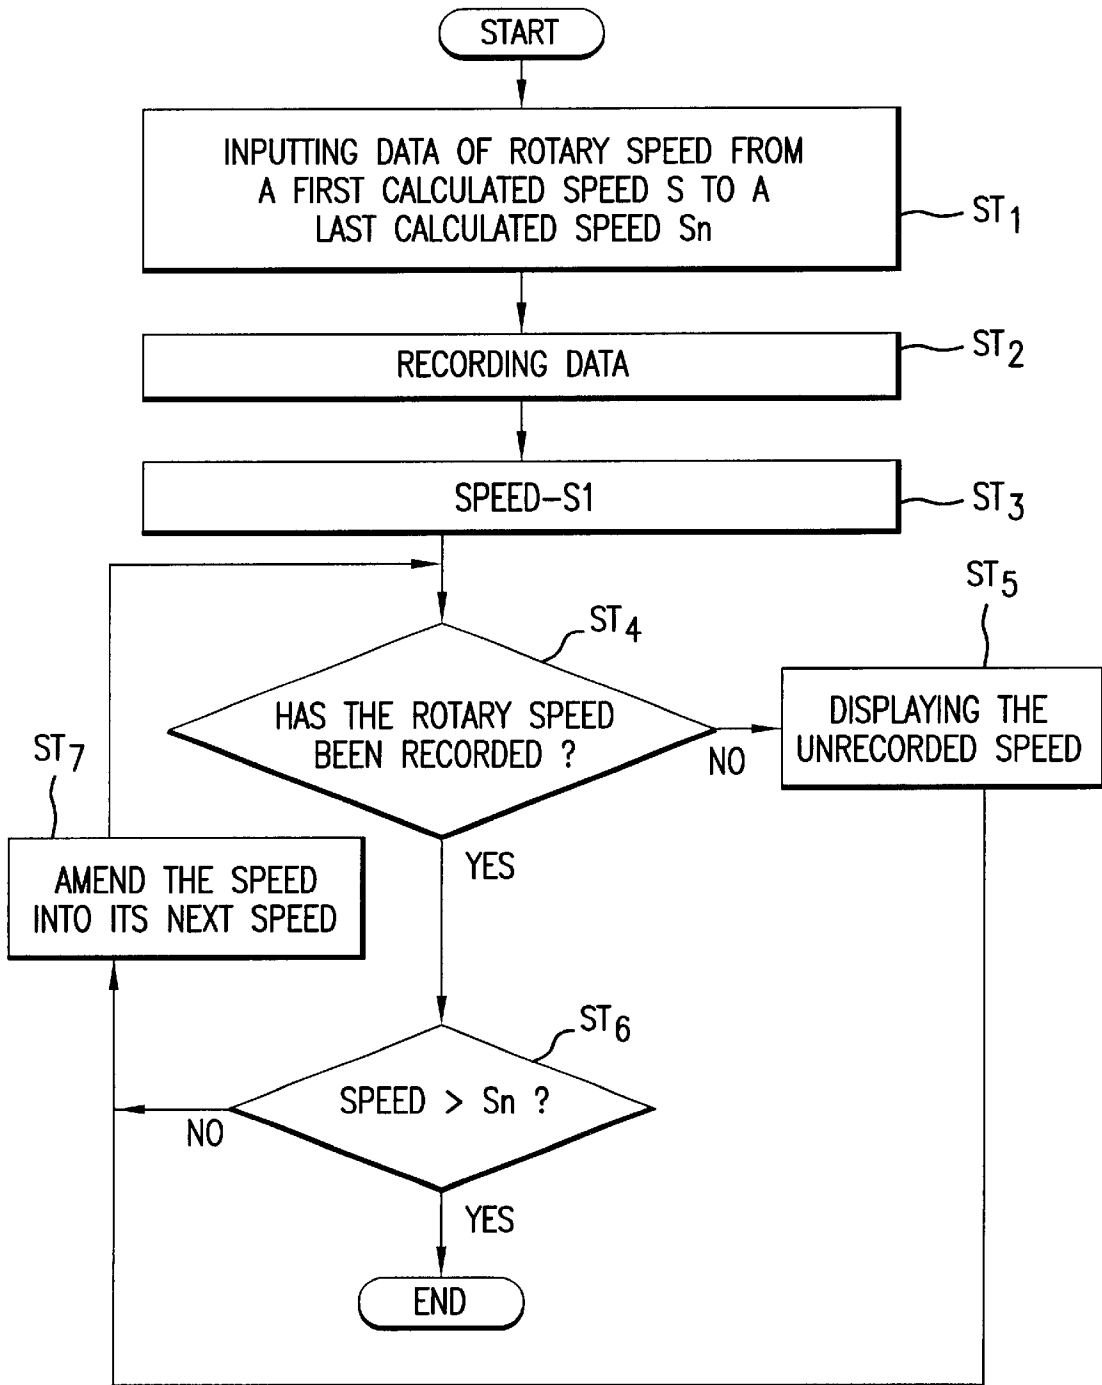 START
INPUTTING DATA OF ROTARY SPEED FROM
A FIRST CALCULATED SPEED S TO A
LAST CALCULATED SPEED Sn
ST1
RECORDING DATA
ST2
SPEED-S1
ST3
ST4
HAS THE ROTARY SPEED
BEEN RECORDED ?
NO
YES
ST5
DISPLAYING THE
UNRECORDED SPEED
ST7
AMEND THE SPEED
INTO ITS NEXT SPEED
ST6
SPEED > Sn ?
NO
YES
END